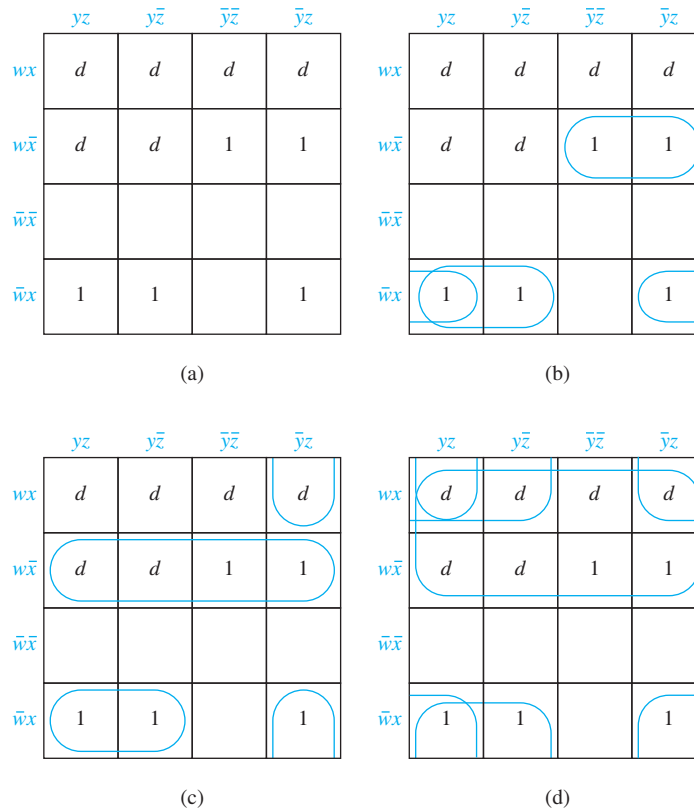 yz yz̄ ȳz̄ ȳz yz yz̄ ȳz̄ ȳz
wx d d d d wx d d d d
wx̄ d d 1 1 wx̄ d d 1 1
w̄x̄ w̄x̄
w̄x 1 1 1 w̄x 1 1 1
(a) (b)
yz yz̄ ȳz̄ ȳz yz yz̄ ȳz̄ ȳz
wx d d d d wx d d d d
wx̄ d d 1 1 wx̄ d d 1 1
w̄x̄ w̄x̄
w̄x 1 1 1 w̄x 1 1 1
(c) (d)